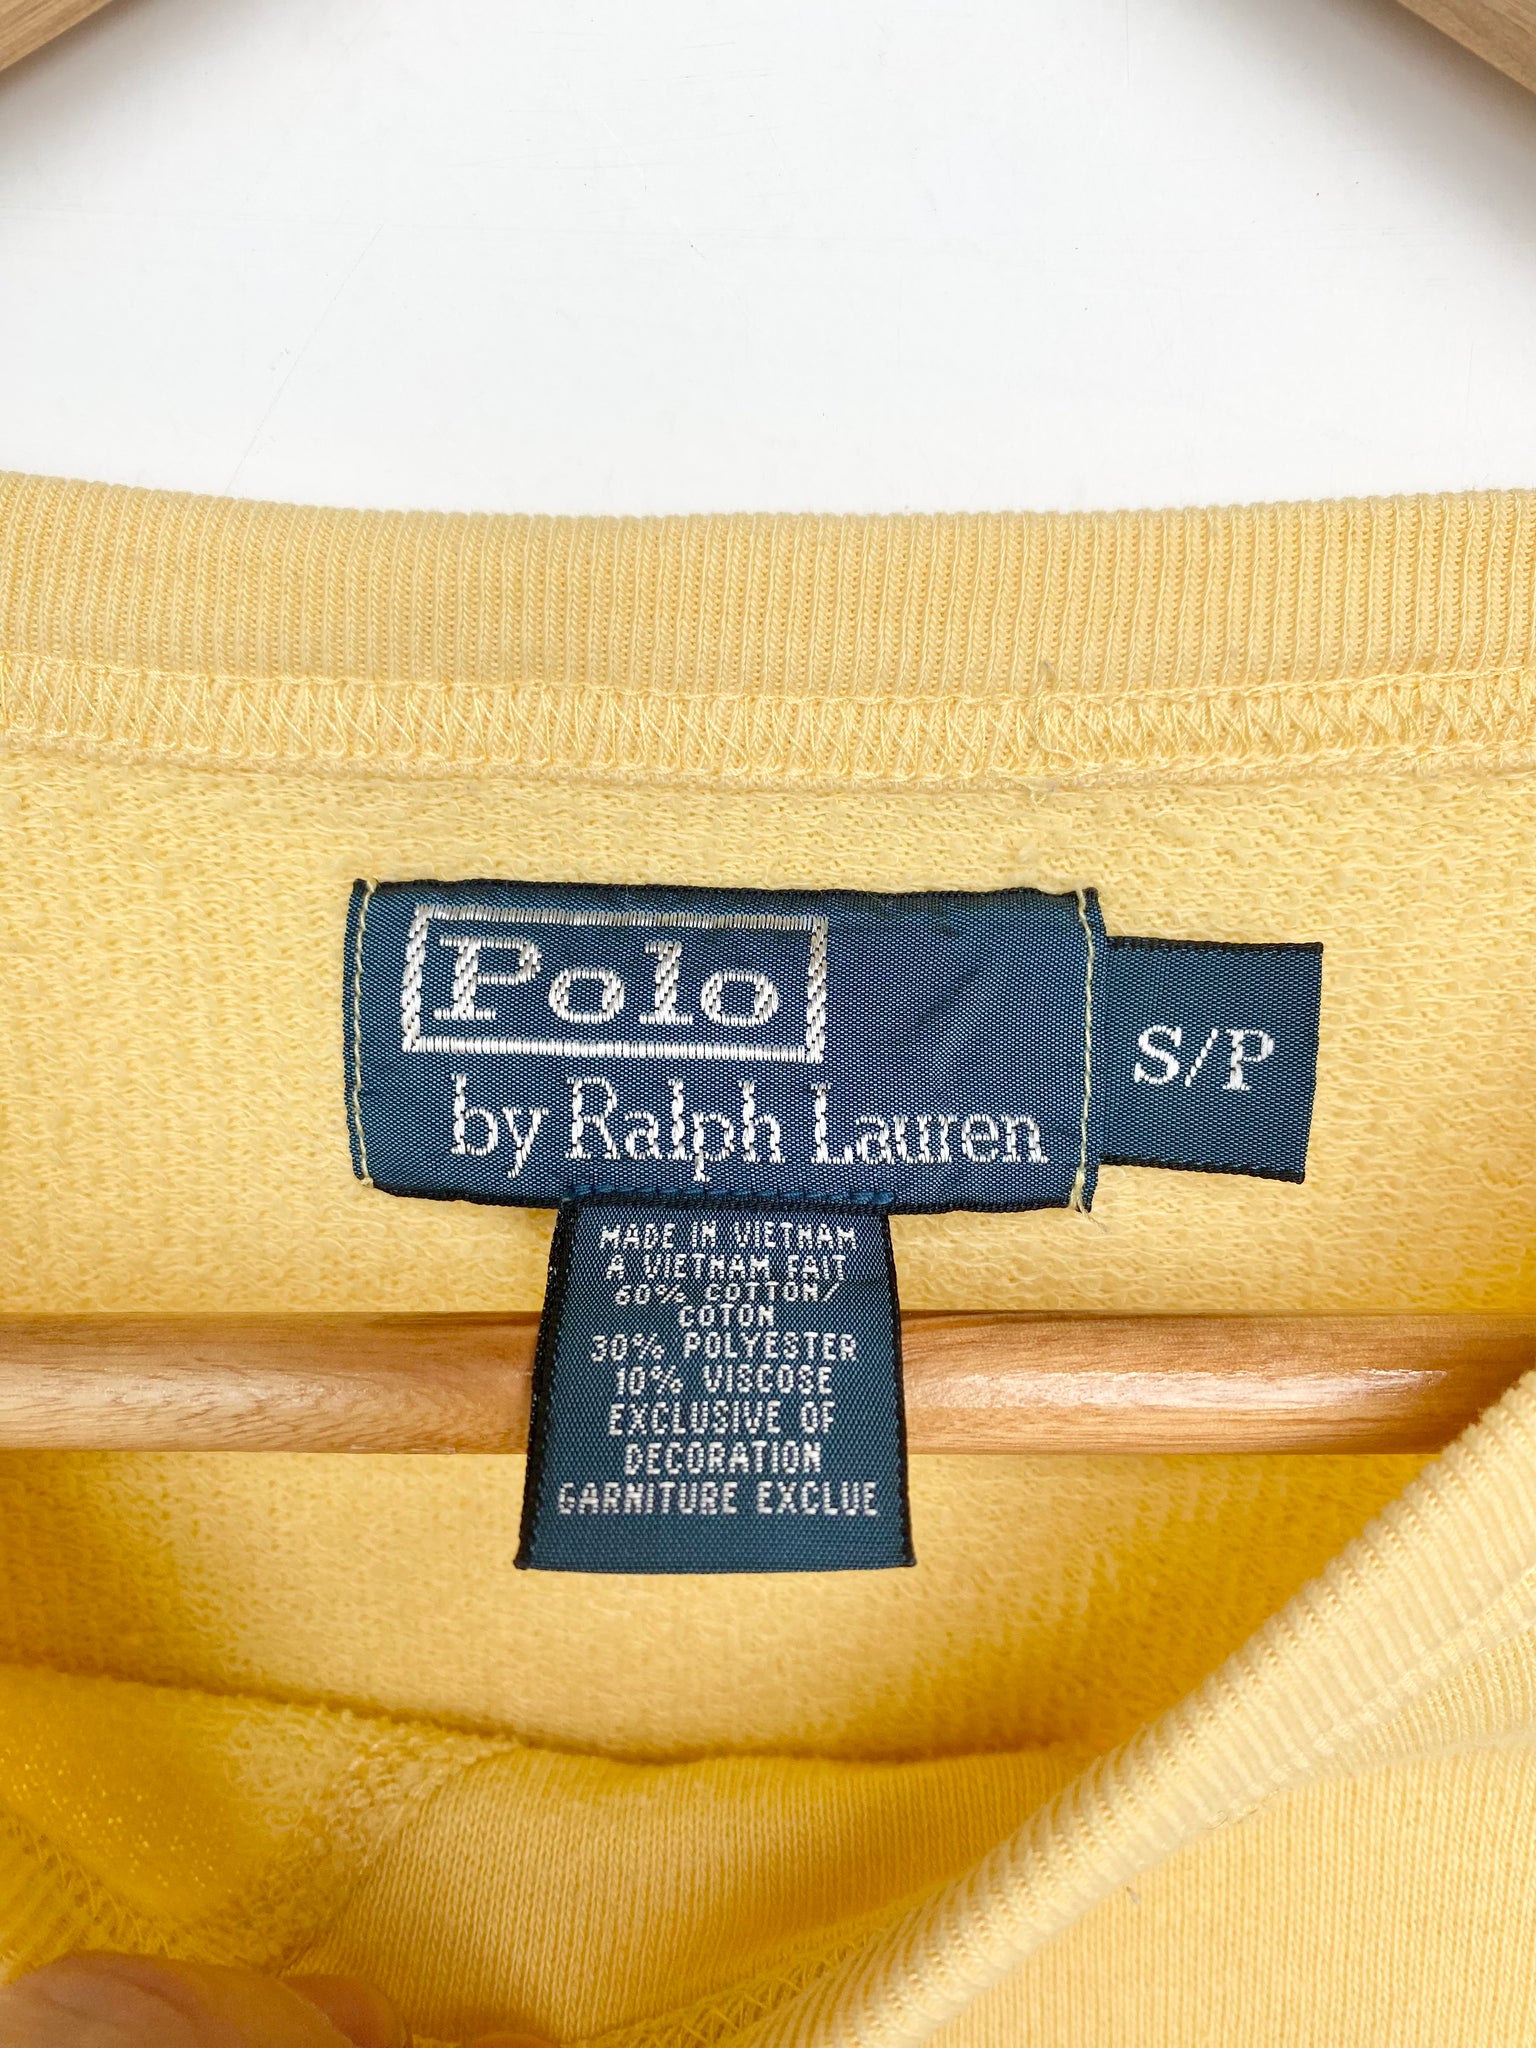 Polo
by Ralph Lauren
S/P
MADE IN VIETNAM
A VIETNAM FAIT
60% COTTON/
COTON
30% POLYESTER
10% VISCOSE
EXCLUSIVE OF
DECORATION
GARNITURE EXCLUE